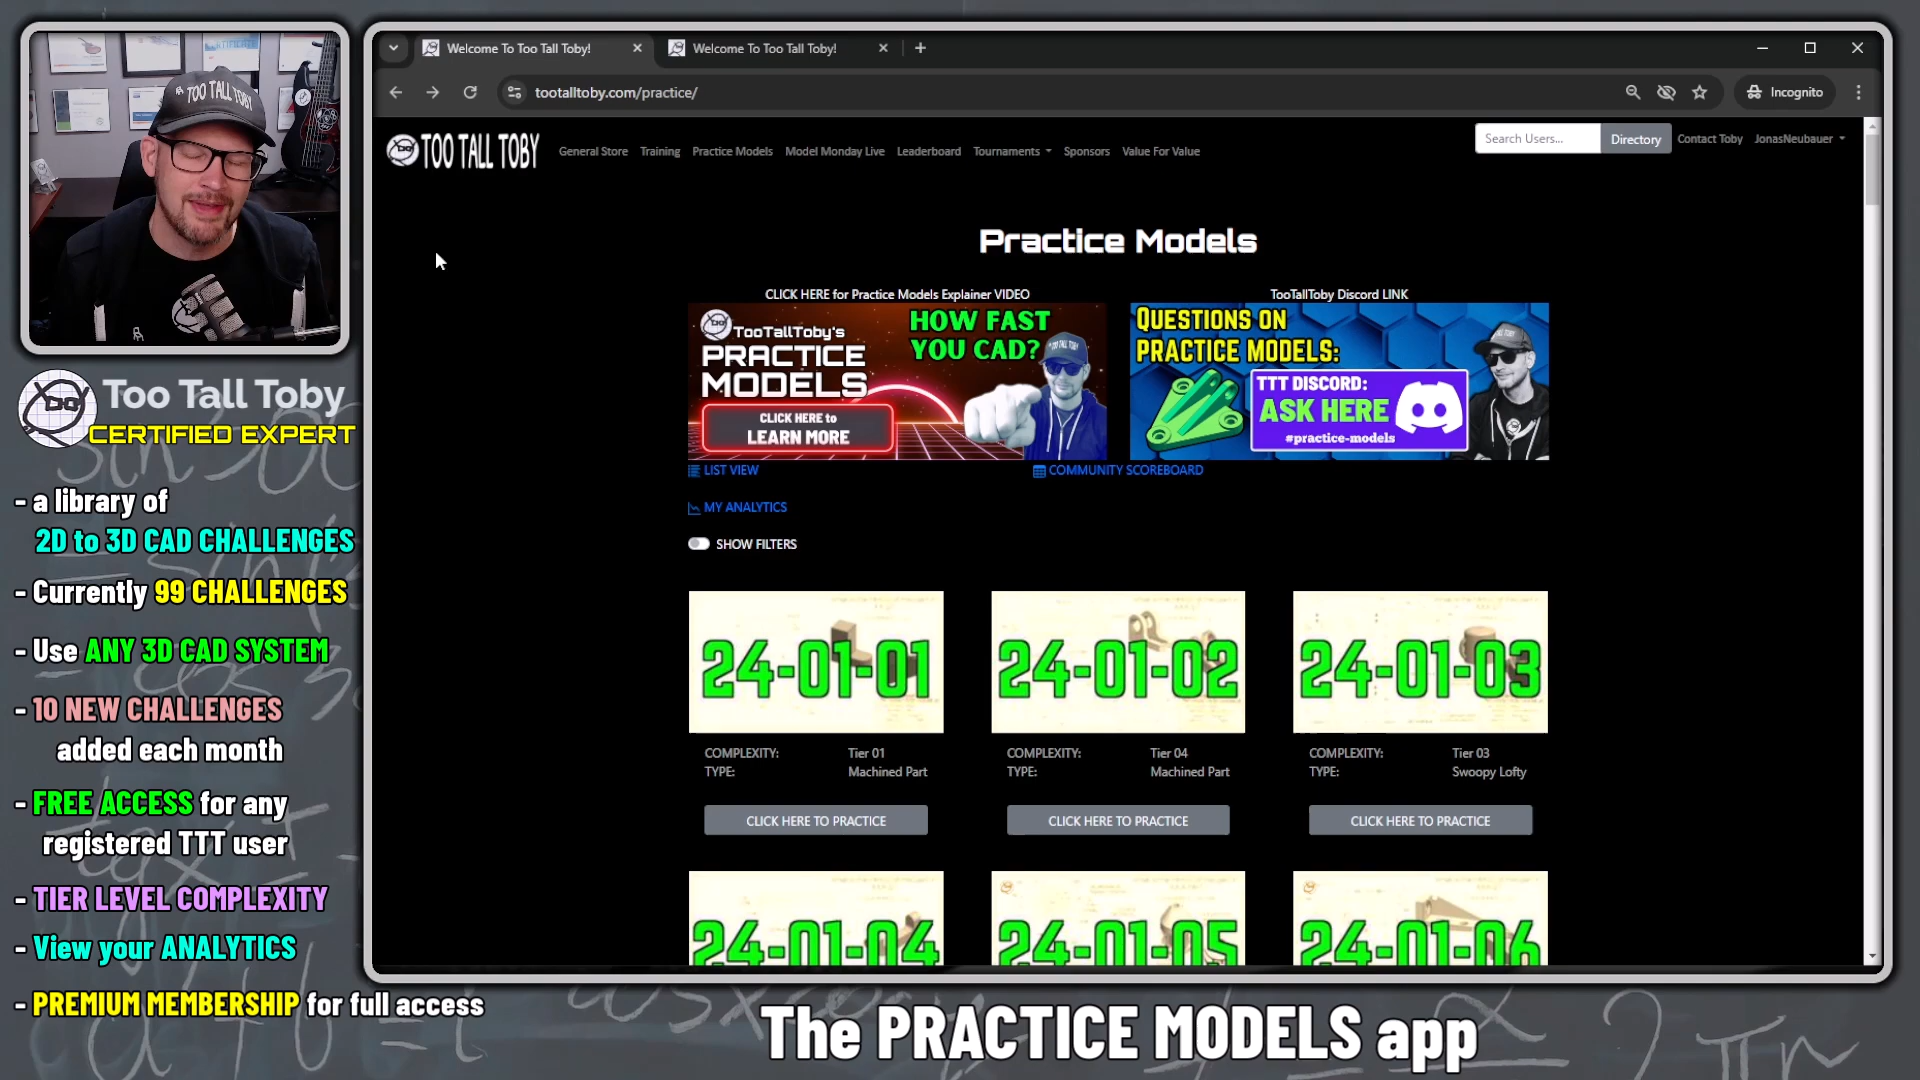 Welcome To Too Tall Toby!
Welcome To Too Tall Toby!
tootalltoby.com/practice/
Incognito
TOO TALL TOBY
TOO TALL TOBY
General Store
Training
Practice Models
Model Monday Live
Leaderboard
Tournaments
Sponsors
Value For Value
Search Users...
Directory
Contact Toby
JonasNeubauer
Practice Models
CLICK HERE for Practice Models Explainer VIDEO
TooTallToby Discord LINK
TooTallToby's
PRACTICE
MODELS
CLICK HERE to
LEARN MORE
HOW FAST
YOU CAD?
QUESTIONS ON
PRACTICE MODELS:
TTT DISCORD:
ASK HERE
#practice-models
LIST VIEW
COMMUNITY SCOREBOARD
MY ANALYTICS
SHOW FILTERS
24-01-01
24-01-02
24-01-03
COMPLEXITY: Tier 01
TYPE: Machined Part
COMPLEXITY: Tier 04
TYPE: Machined Part
COMPLEXITY: Tier 03
TYPE: Swoopy Lofty
CLICK HERE TO PRACTICE
CLICK HERE TO PRACTICE
CLICK HERE TO PRACTICE
24-01-04
24-01-05
24-01-06
Too Tall Toby
CERTIFIED EXPERT
- a library of
2D to 3D CAD CHALLENGES
- Currently 99 CHALLENGES
- Use ANY 3D CAD SYSTEM
- 10 NEW CHALLENGES
added each month
- FREE ACCESS for any
registered TTT user
- TIER LEVEL COMPLEXITY
- View your ANALYTICS
- PREMIUM MEMBERSHIP for full access
The PRACTICE MODELS app